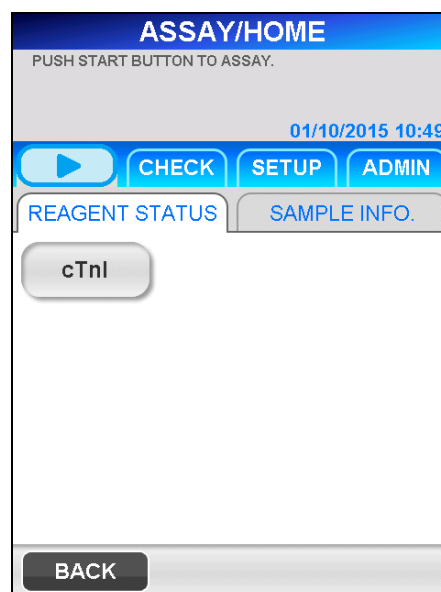 ASSAY/HOME
PUSH START BUTTON TO ASSAY.
01/10/2015 10:49
CHECK SETUP ADMIN
REAGENT STATUS SAMPLE INFO.
cTnI
BACK